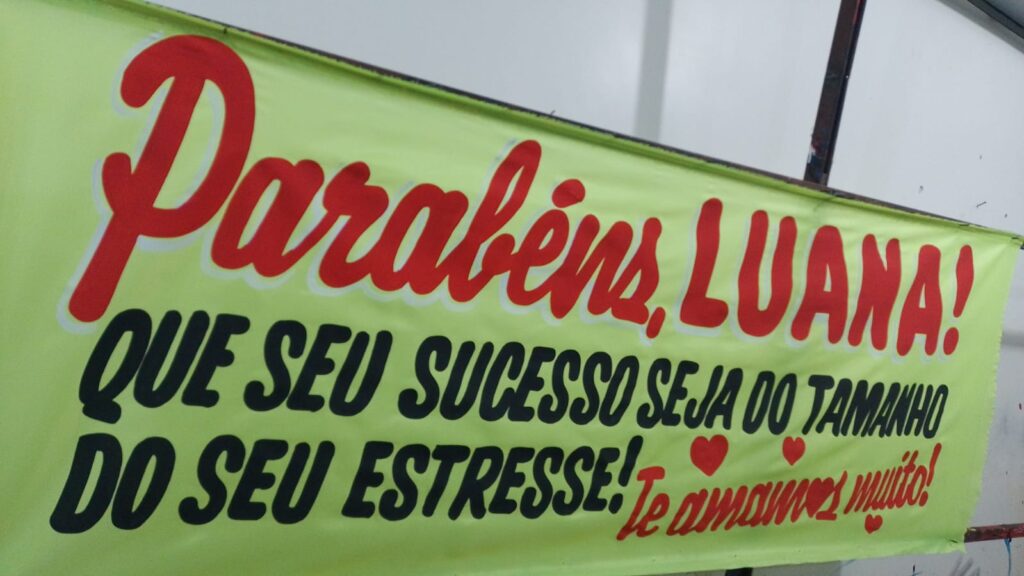 Parabéns, LUANA!
QUE SEU SUCESSO SEJA DO TAMANHO
DO SEU ESTRESSE! Te amamos muito!